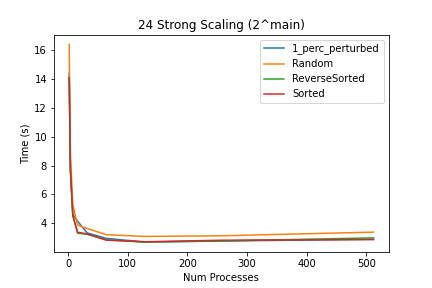 24 Strong Scaling (2^main)
1_perc_perturbed
Random
ReverseSorted
Sorted
Time (s)
16
14
12
10
8
6
4
0
100
200
300
400
500
Num Processes